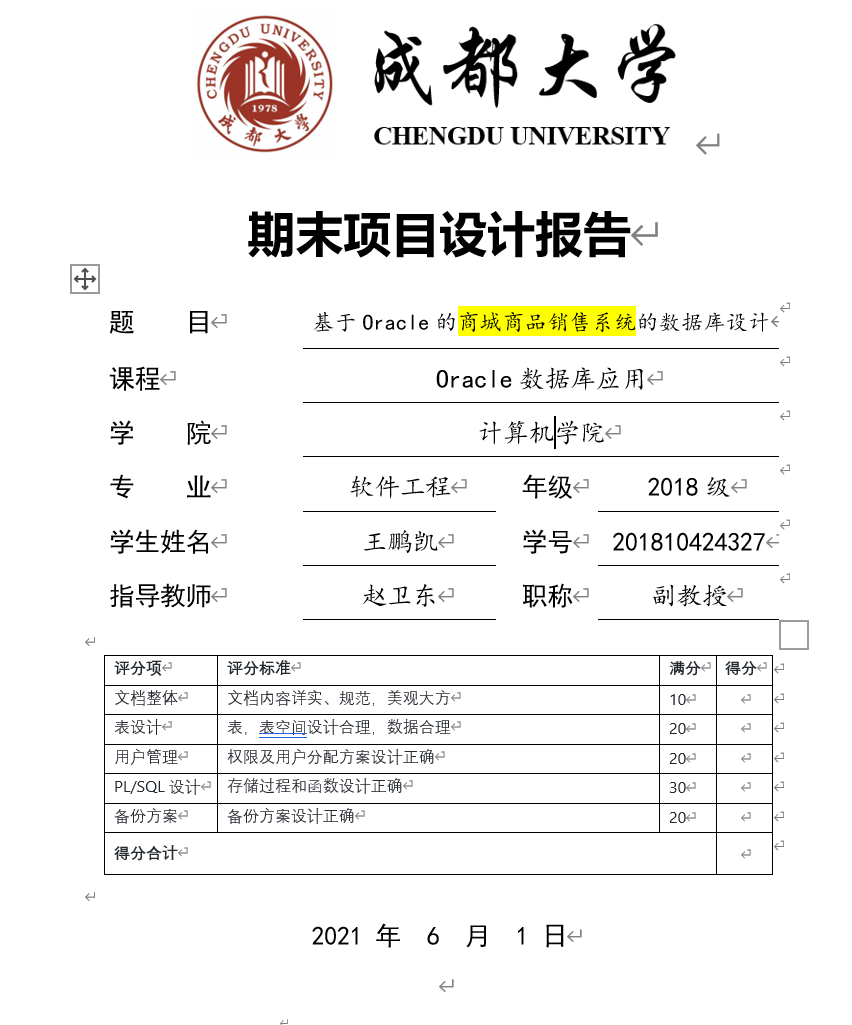 CHENGDU UNIVERSITY
1978
成都大学
成都大学
CHENGDU UNIVERSITY
期末项目设计报告
题 目 基于Oracle的商城商品销售系统的数据库设计
课程 Oracle数据库应用
学 院 计算机学院
专 业 软件工程 年级 2018级
学生姓名 王鹏凯 学号 201810424327
指导教师 赵卫东 职称 副教授
评分项 评分标准 满分 得分
文档整体 文档内容详实、规范，美观大方 10
表设计 表，表空间设计合理，数据合理 20
用户管理 权限及用户分配方案设计正确 20
PL/SQL设计 存储过程和函数设计正确 30
备份方案 备份方案设计正确 20
得分合计
2021 年 6 月 1 日